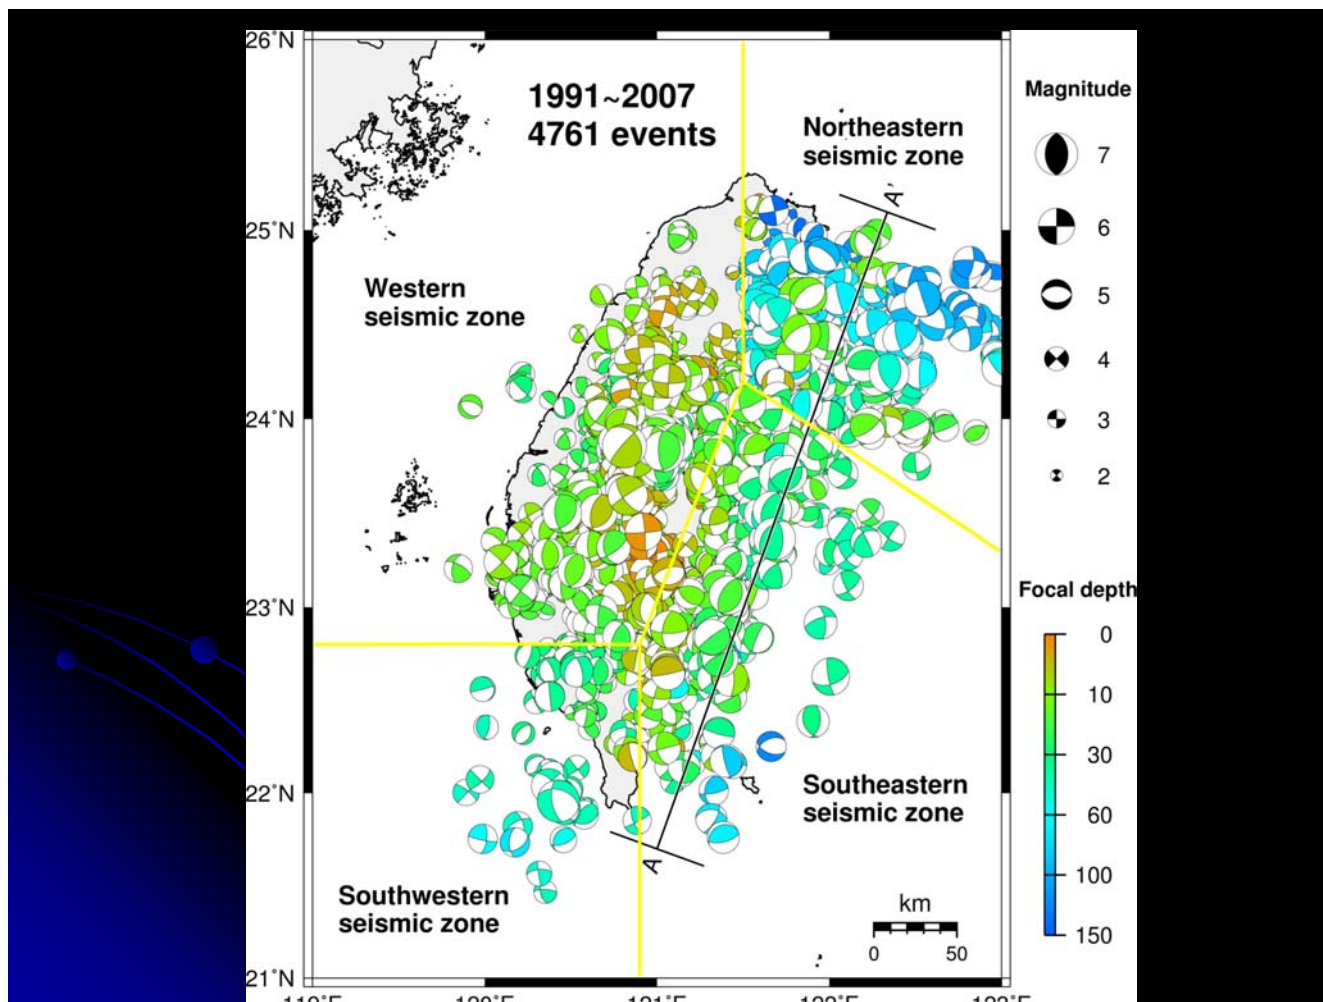 26°N
25°N
24°N
23°N
22°N
21°N
1991~2007
4761 events
Northeastern
seismic zone
Western
seismic zone
Southeastern
seismic zone
Southwestern
seismic zone
A'
A
km
0 50
Magnitude
7
6
5
4
3
2
Focal depth
0
10
30
60
100
150